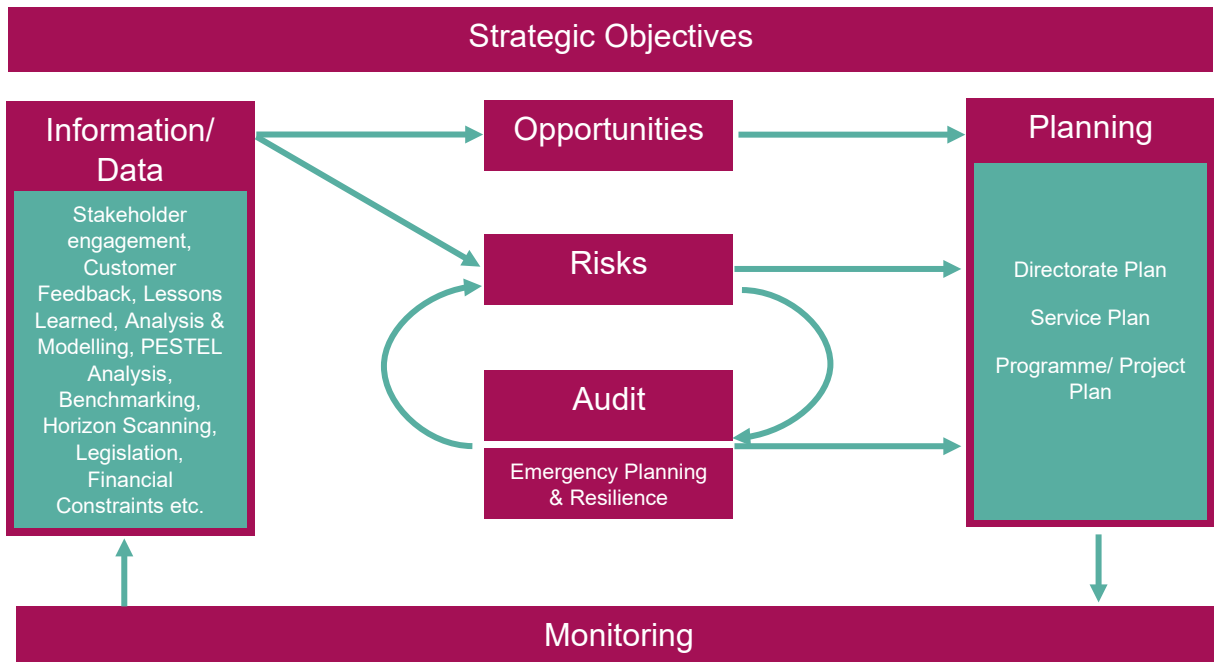 Strategic Objectives
Information/
Data
Stakeholder
engagement,
Customer
Feedback, Lessons
Learned, Analysis &
Modelling, PESTEL
Analysis,
Benchmarking,
Horizon Scanning,
Legislation,
Financial
Constraints etc.
Opportunities
Risks
Audit
Emergency Planning
& Resilience
Planning
Directorate Plan
Service Plan
Programme/ Project
Plan
Monitoring